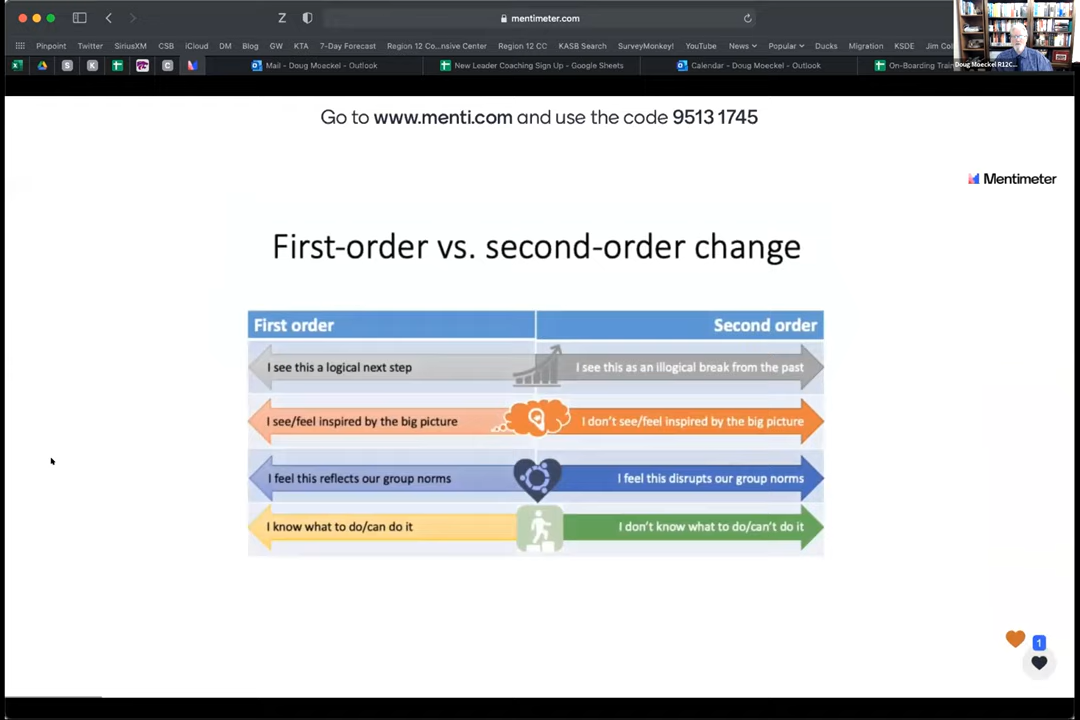 Z
mentimeter.com
Pinpoint Twitter SiriusXM CSB iCloud DM Blog GW KTA 7-Day Forecast Region 12 Co...nsive Center Region 12 CC KASB Search SurveyMonkey! YouTube News Popular Ducks Migration KSDE Jim Col
S K C Mail - Doug Moeckel - Outlook New Leader Coaching Sign Up - Google Sheets Calendar - Doug Moeckel - Outlook On-Boarding Train
Doug Moeckel R12C...
Go to www.menti.com and use the code 9513 1745
Mentimeter
First-order vs. second-order change
First order Second order
I see this a logical next step I see this as an illogical break from the past
I see/feel inspired by the big picture I don't see/feel inspired by the big picture
I feel this reflects our group norms I feel this disrupts our group norms
I know what to do/can do it I don't know what to do/can't do it
1